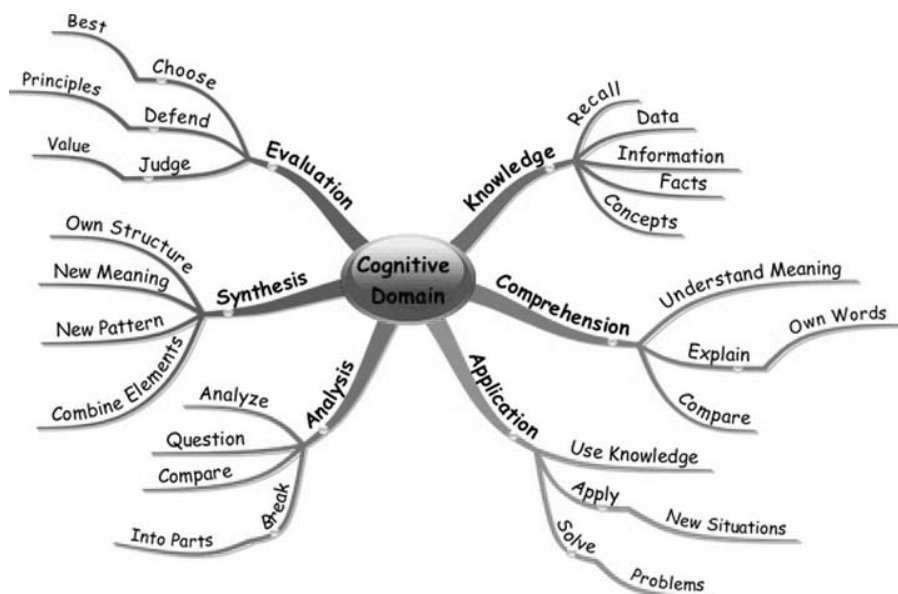 Cognitive
Domain
Knowledge
Recall
Data
Information
Facts
Concepts
Comprehension
Understand Meaning
Explain
Own Words
Compare
Application
Use Knowledge
Apply
New Situations
Solve
Problems
Analysis
Analyze
Question
Compare
Break
Into Parts
Synthesis
Own Structure
New Meaning
New Pattern
Combine Elements
Evaluation
Choose
Best
Defend
Principles
Judge
Value